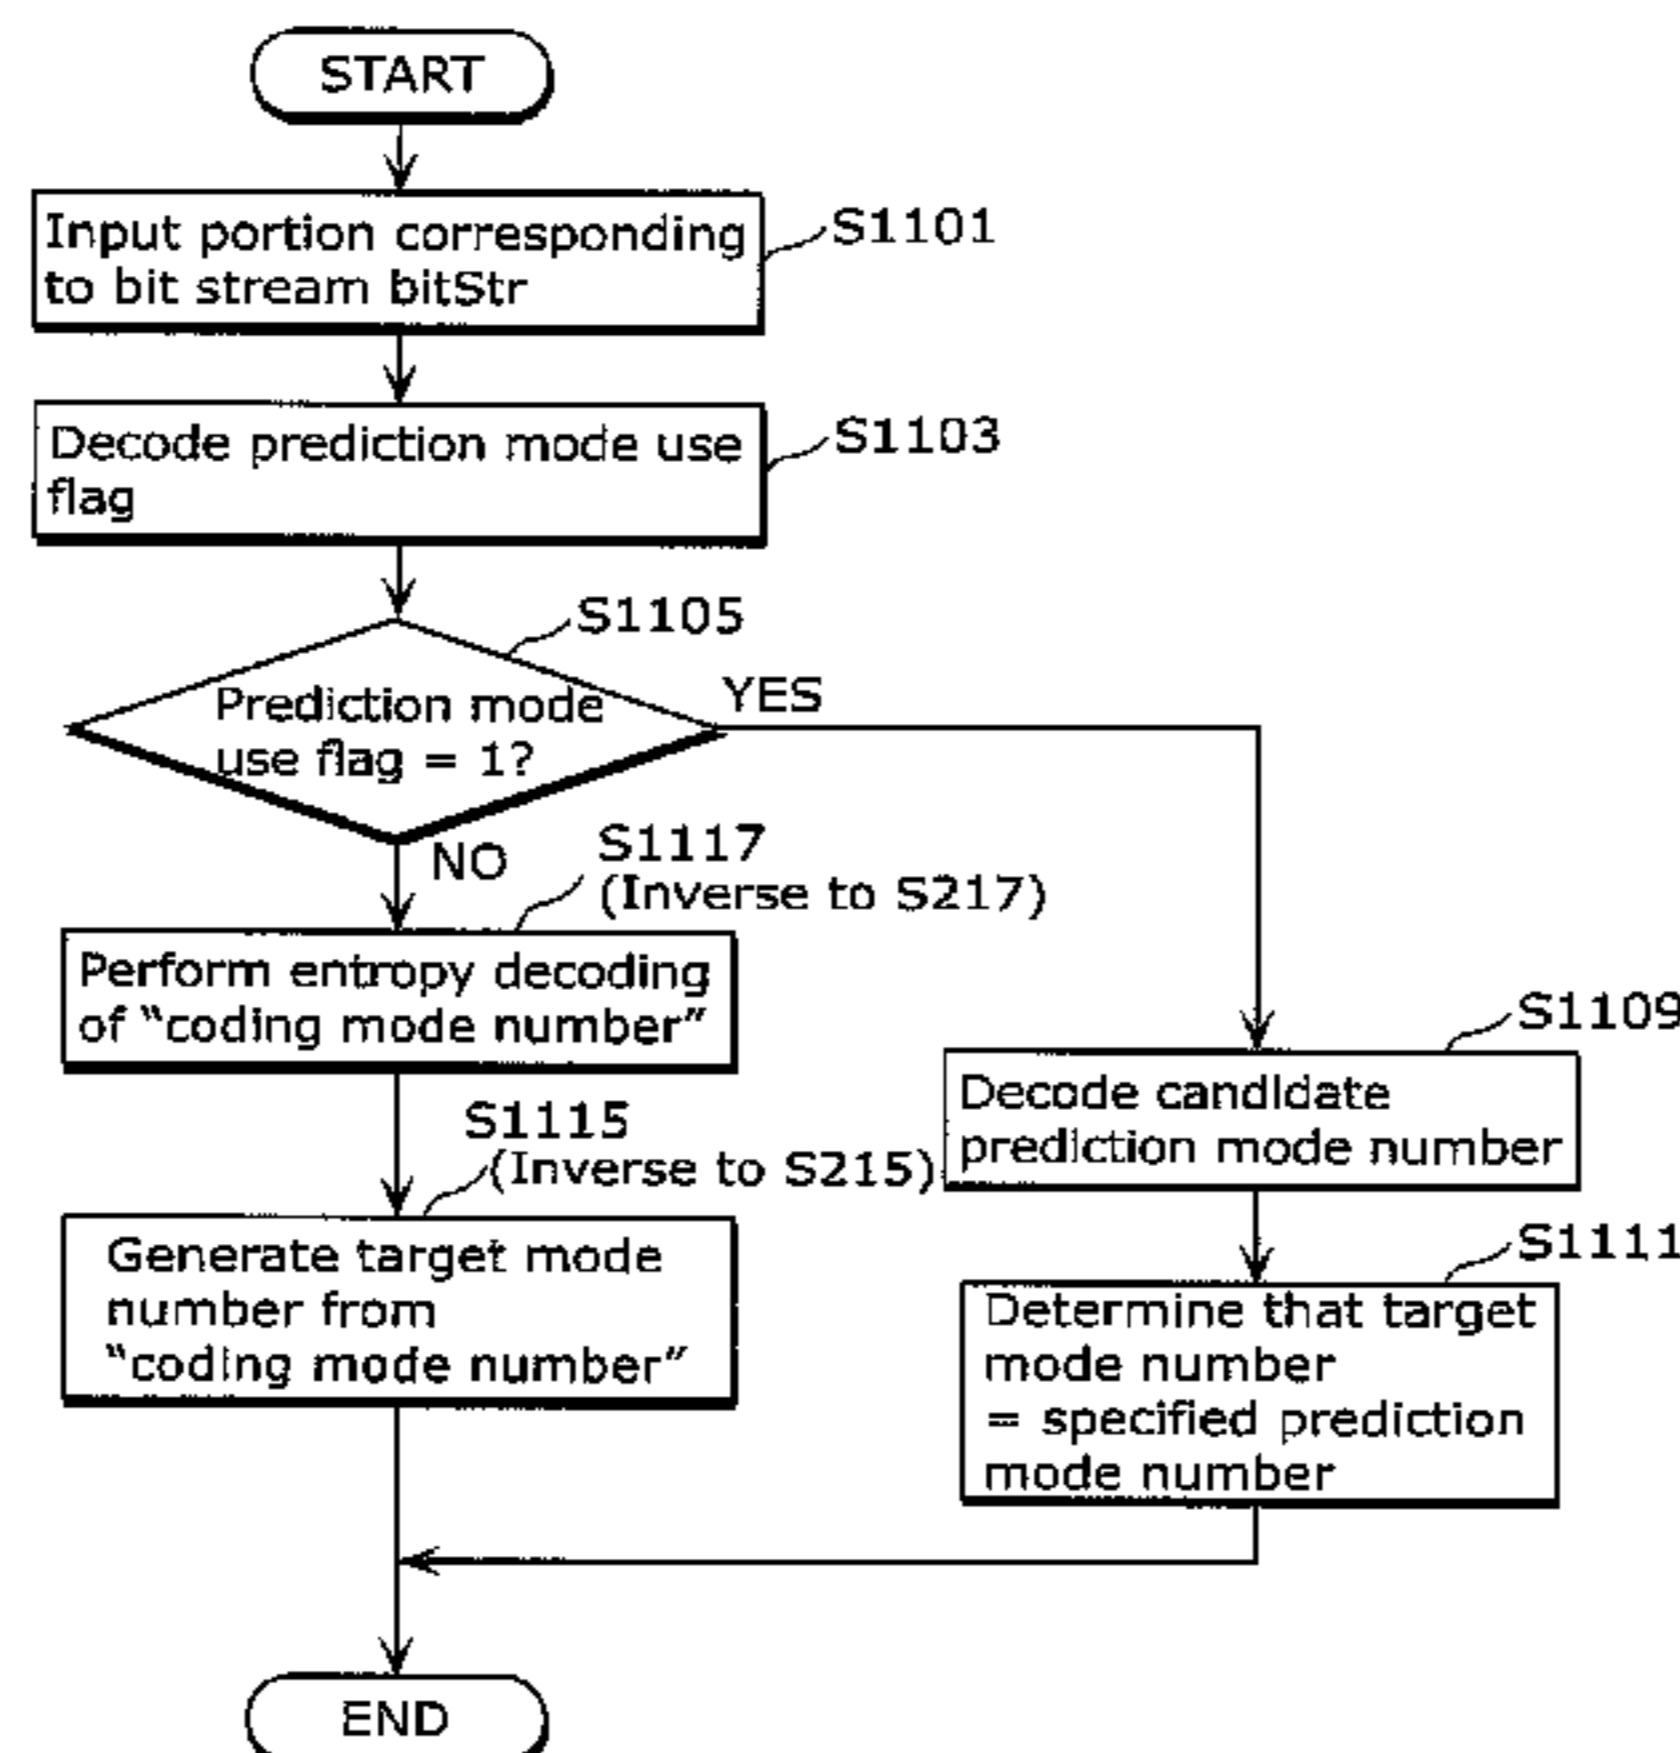 START
Input portion corresponding
to bit stream bitStr
S1101
Decode prediction mode use
flag
S1103
S1105
Prediction mode
use flag = 1?
YES
NO
S1117
(Inverse to S217)
Perform entropy decoding
of “coding mode number”
S1109
Decode candidate
prediction mode number
S1115
(Inverse to S215)
Generate target mode
number from
“coding mode number”
S1111
Determine that target
mode number
= specified prediction
mode number
END